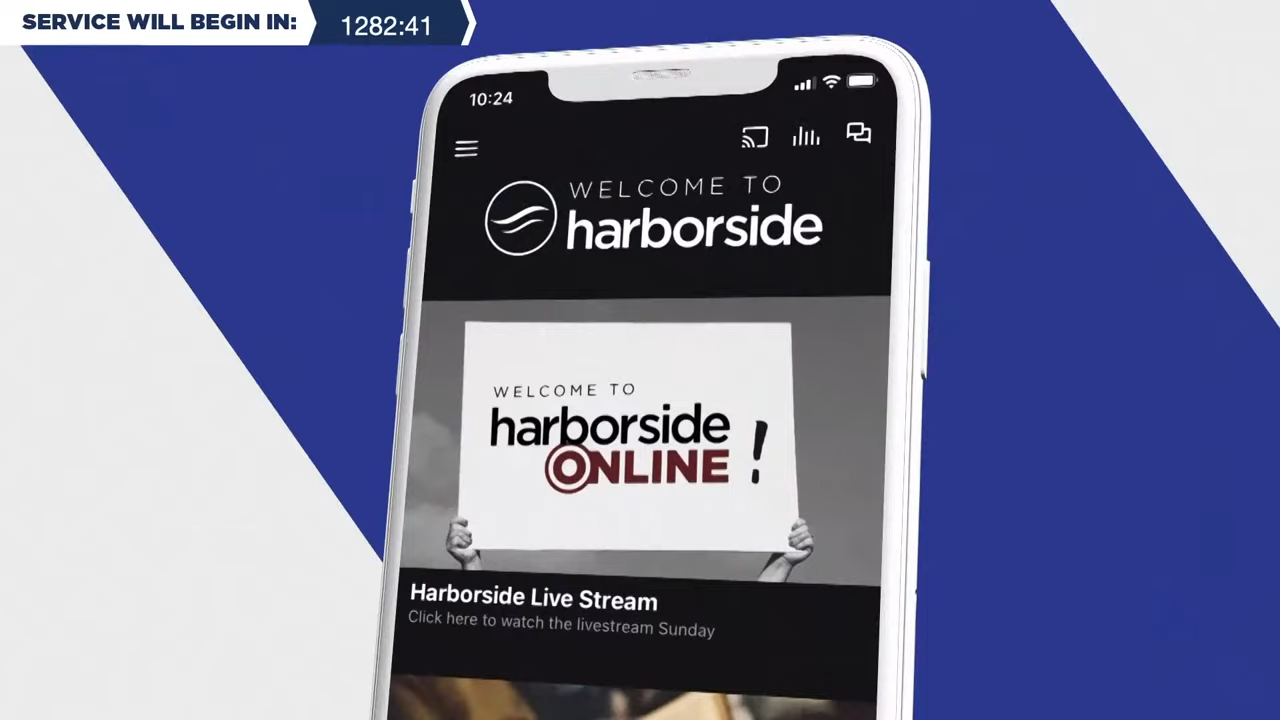 SERVICE WILL BEGIN IN: 1282:41
10:24
WELCOME TO
harborside
WELCOME TO
harborside
ONLINE!
Harborside Live Stream
Click here to watch the livestream Sunday